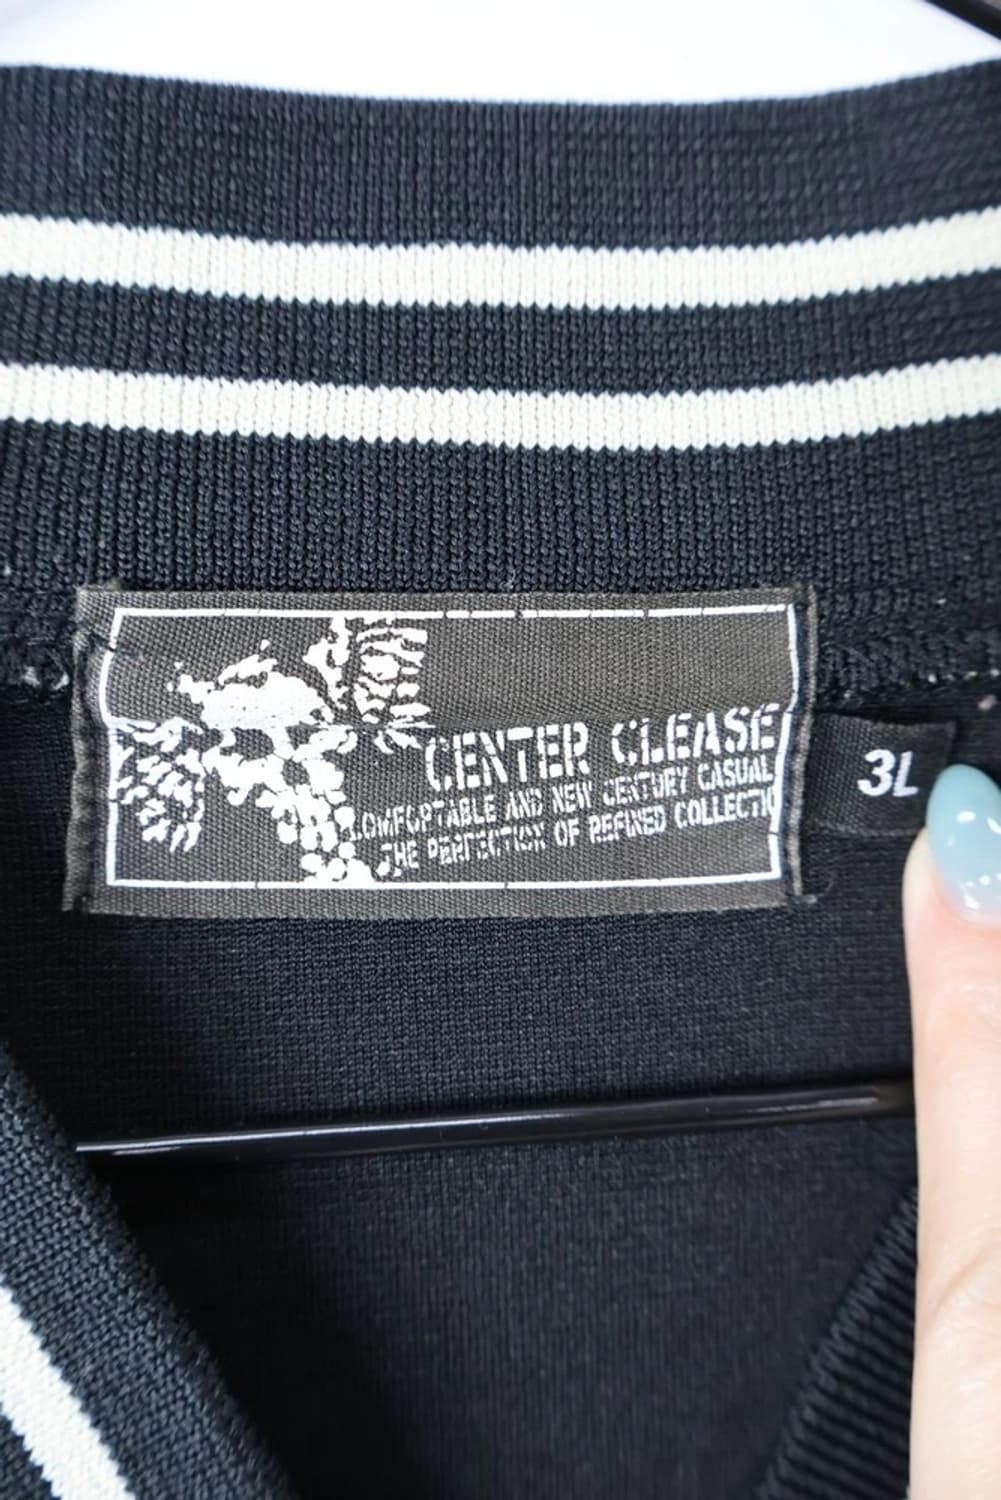 CENTER CLEASE
COMFORTABLE AND NEW CENTURY CASUAL
THE PERFECTION OF REFINED COLLECTIO
3L